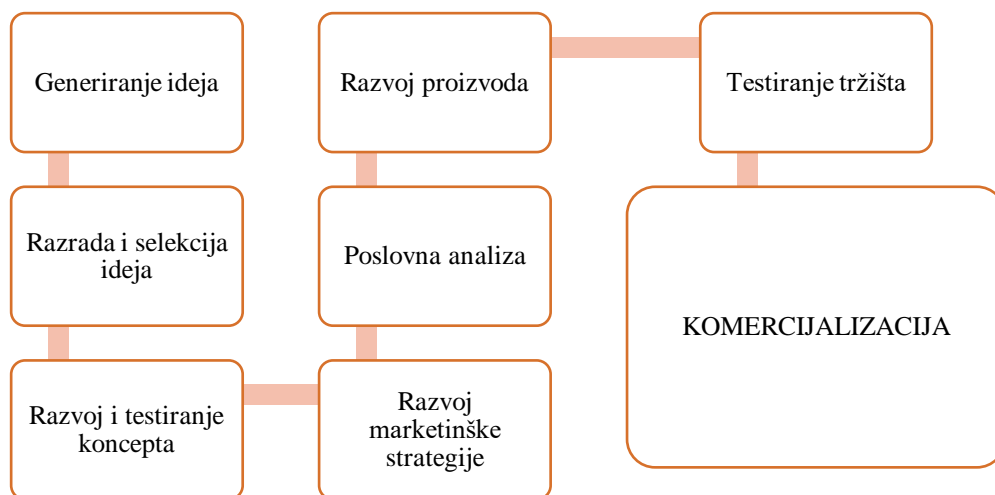 Generiranje ideja
Razrada i selekcija
ideja
Razvoj i testiranje
koncepta
Razvoj
marketinške
strategije
Poslovna analiza
Razvoj proizvoda
Testiranje tržišta
KOMERCIJALIZACIJA